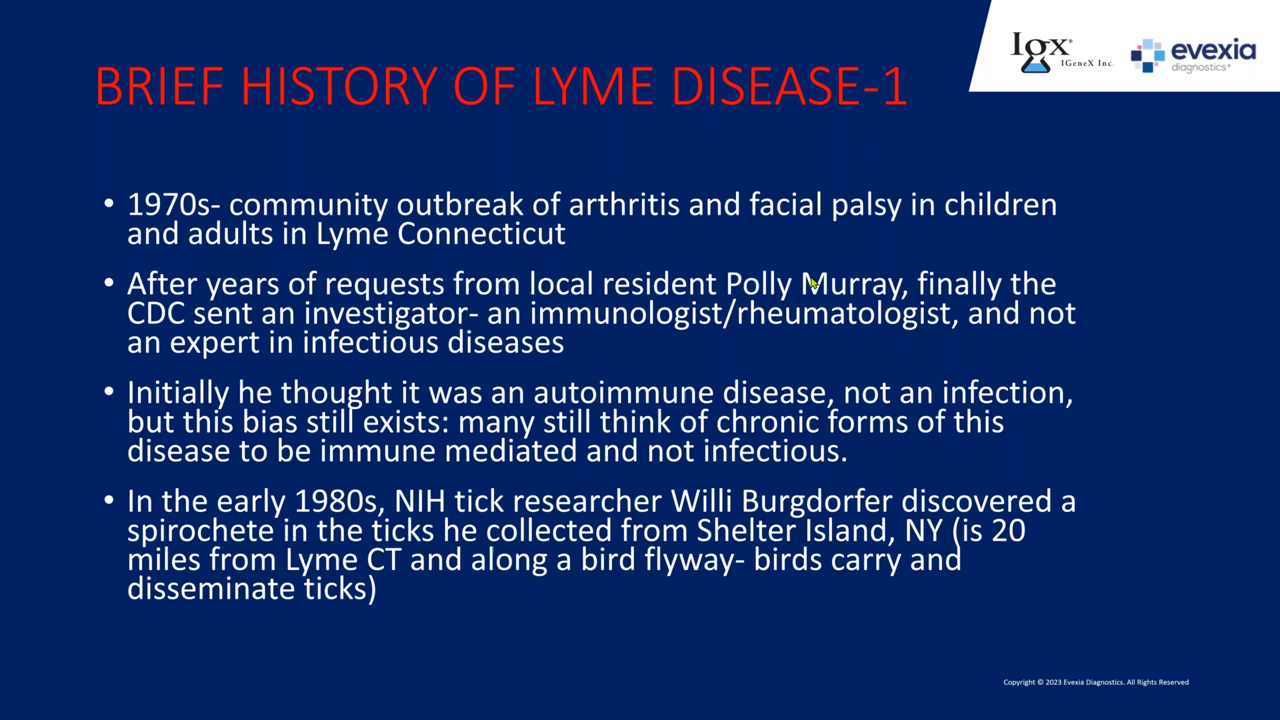 Igx®
IGeneX Inc.
evexia
diagnostics®
BRIEF HISTORY OF LYME DISEASE-1
• 1970s- community outbreak of arthritis and facial palsy in children
and adults in Lyme Connecticut
• After years of requests from local resident Polly Murray, finally the
CDC sent an investigator- an immunologist/rheumatologist, and not
an expert in infectious diseases
• Initially he thought it was an autoimmune disease, not an infection,
but this bias still exists: many still think of chronic forms of this
disease to be immune mediated and not infectious.
• In the early 1980s, NIH tick researcher Willi Burgdorfer discovered a
spirochete in the ticks he collected from Shelter Island, NY (is 20
miles from Lyme CT and along a bird flyway- birds carry and
disseminate ticks)
Copyright © 2023 Evexia Diagnostics. All Rights Reserved